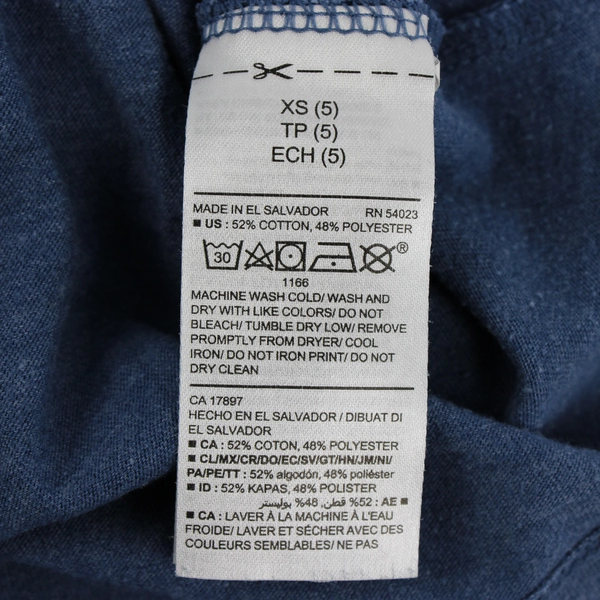 XS (5)
TP (5)
ECH (5)
MADE IN EL SALVADOR RN 54023
■ US : 52% COTTON, 48% POLYESTER
30 ®
1166
MACHINE WASH COLD/ WASH AND
DRY WITH LIKE COLORS/ DO NOT
BLEACH/ TUMBLE DRY LOW/ REMOVE
PROMPTLY FROM DRYER/ COOL
IRON/ DO NOT IRON PRINT/ DO NOT
DRY CLEAN
CA 17897
HECHO EN EL SALVADOR / DIBUAT DI
EL SALVADOR
■ CA : 52% COTON, 48% POLYESTER
■ CL/MX/CR/DO/EC/SV/GT/HN/JM/NI/
PA/PE/TT : 52% algodón, 48% poliéster
■ ID : 52% KAPAS, 48% POLISTER
■ AE : 52% قطن, 48% بوليستر
■ CA : LAVER À LA MACHINE À L'EAU
FROIDE/ LAVER ET SÉCHER AVEC DES
COULEURS SEMBLABLES/ NE PAS